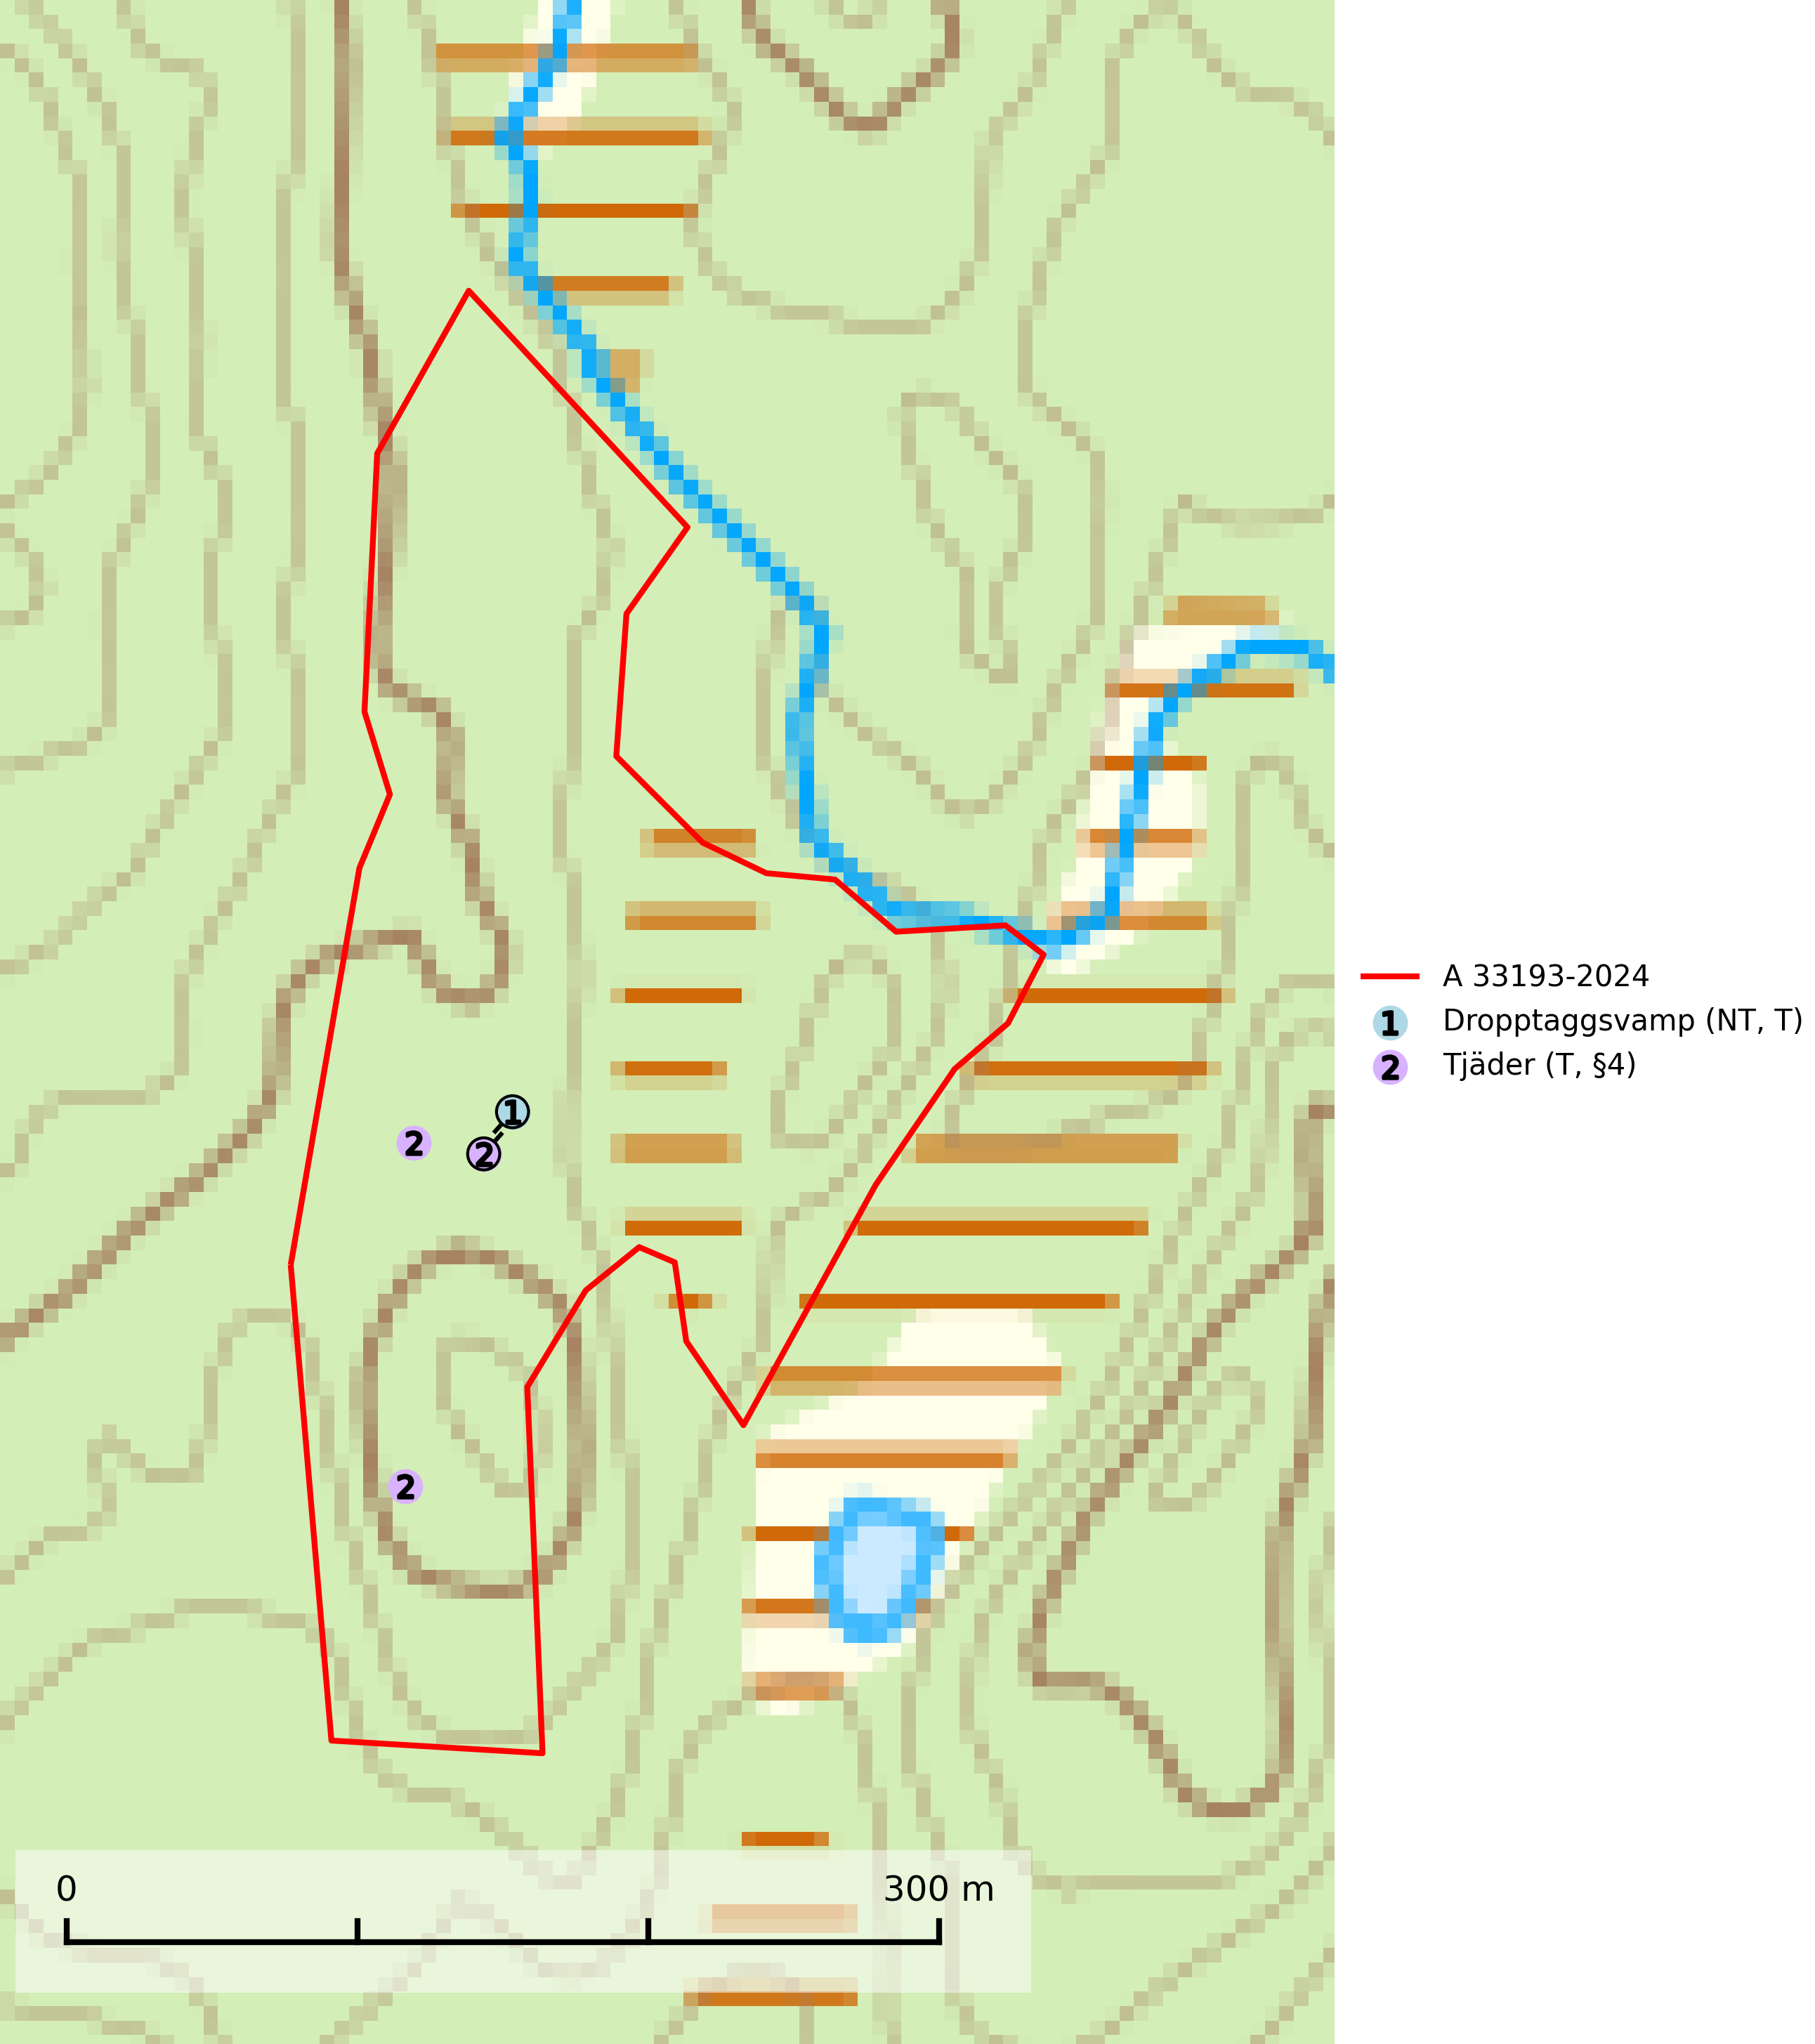 1
2
2
2
0
300 m
A 33193-2024
1 Dropptaggsvamp (NT, T)
2 Tjäder (T, §4)